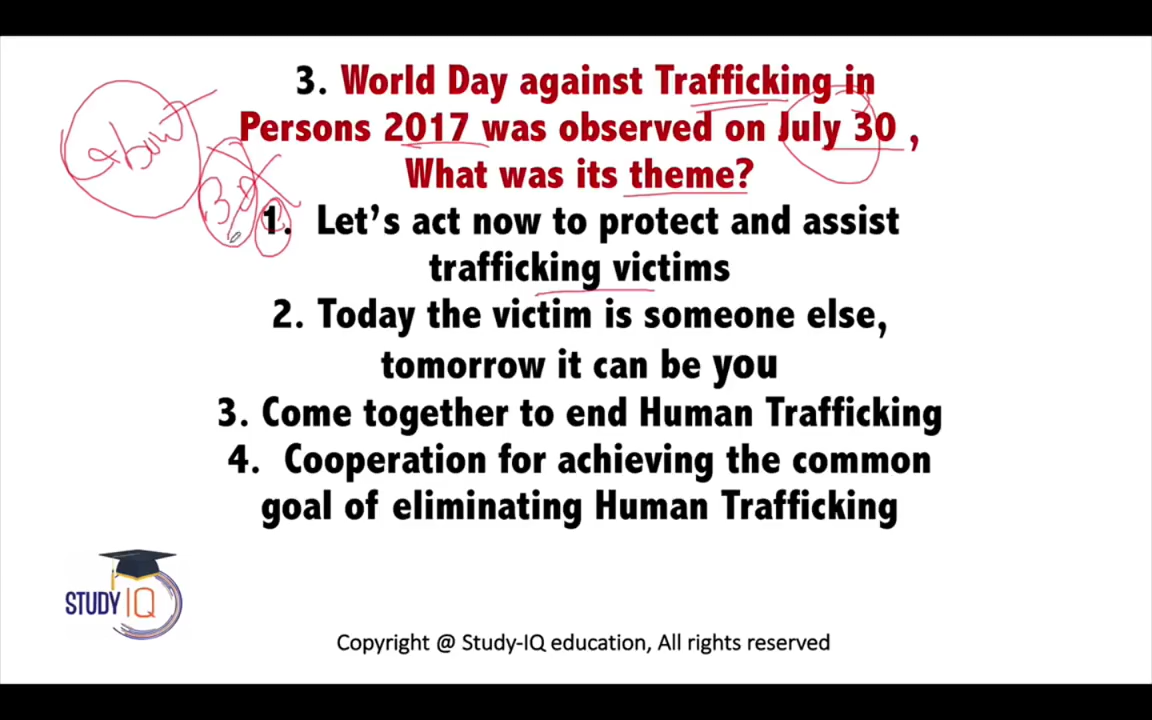 3. World Day against Trafficking in
Persons 2017 was observed on July 30 ,
What was its theme?
1. Let's act now to protect and assist
trafficking victims
2. Today the victim is someone else,
tomorrow it can be you
3. Come together to end Human Trafficking
4. Cooperation for achieving the common
goal of eliminating Human Trafficking
STUDY IQ
Copyright @ Study-IQ education, All rights reserved